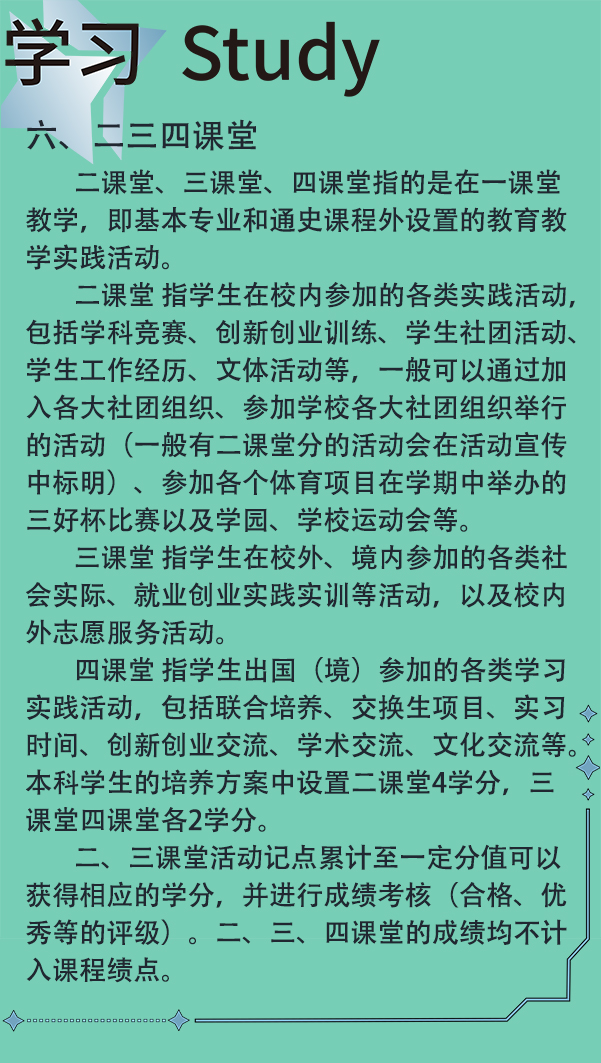 学习 Study
六、二三四课堂
二课堂、三课堂、四课堂指的是在一课堂
教学，即基本专业和通史课程外设置的教育教
学实践活动。
二课堂 指学生在校内参加的各类实践活动，
包括学科竞赛、创新创业训练、学生社团活动、
学生工作经历、文体活动等，一般可以通过加
入各大社团组织、参加学校各大社团组织举行
的活动（一般有二课堂分的活动会在活动宣传
中标明）、参加各个体育项目在学期中举办的
三好杯比赛以及学园、学校运动会等。
三课堂 指学生在校外、境内参加的各类社
会实际、就业创业实践实训等活动，以及校内
外志愿服务活动。
四课堂 指学生出国（境）参加的各类学习
实践活动，包括联合培养、交换生项目、实习
时间、创新创业交流、学术交流、文化交流等。
本科学生的培养方案中设置二课堂4学分，三
课堂四课堂各2学分。
二、三课堂活动记点累计至一定分值可以
获得相应的学分，并进行成绩考核（合格、优
秀等的评级）。二、三、四课堂的成绩均不计
入课程绩点。